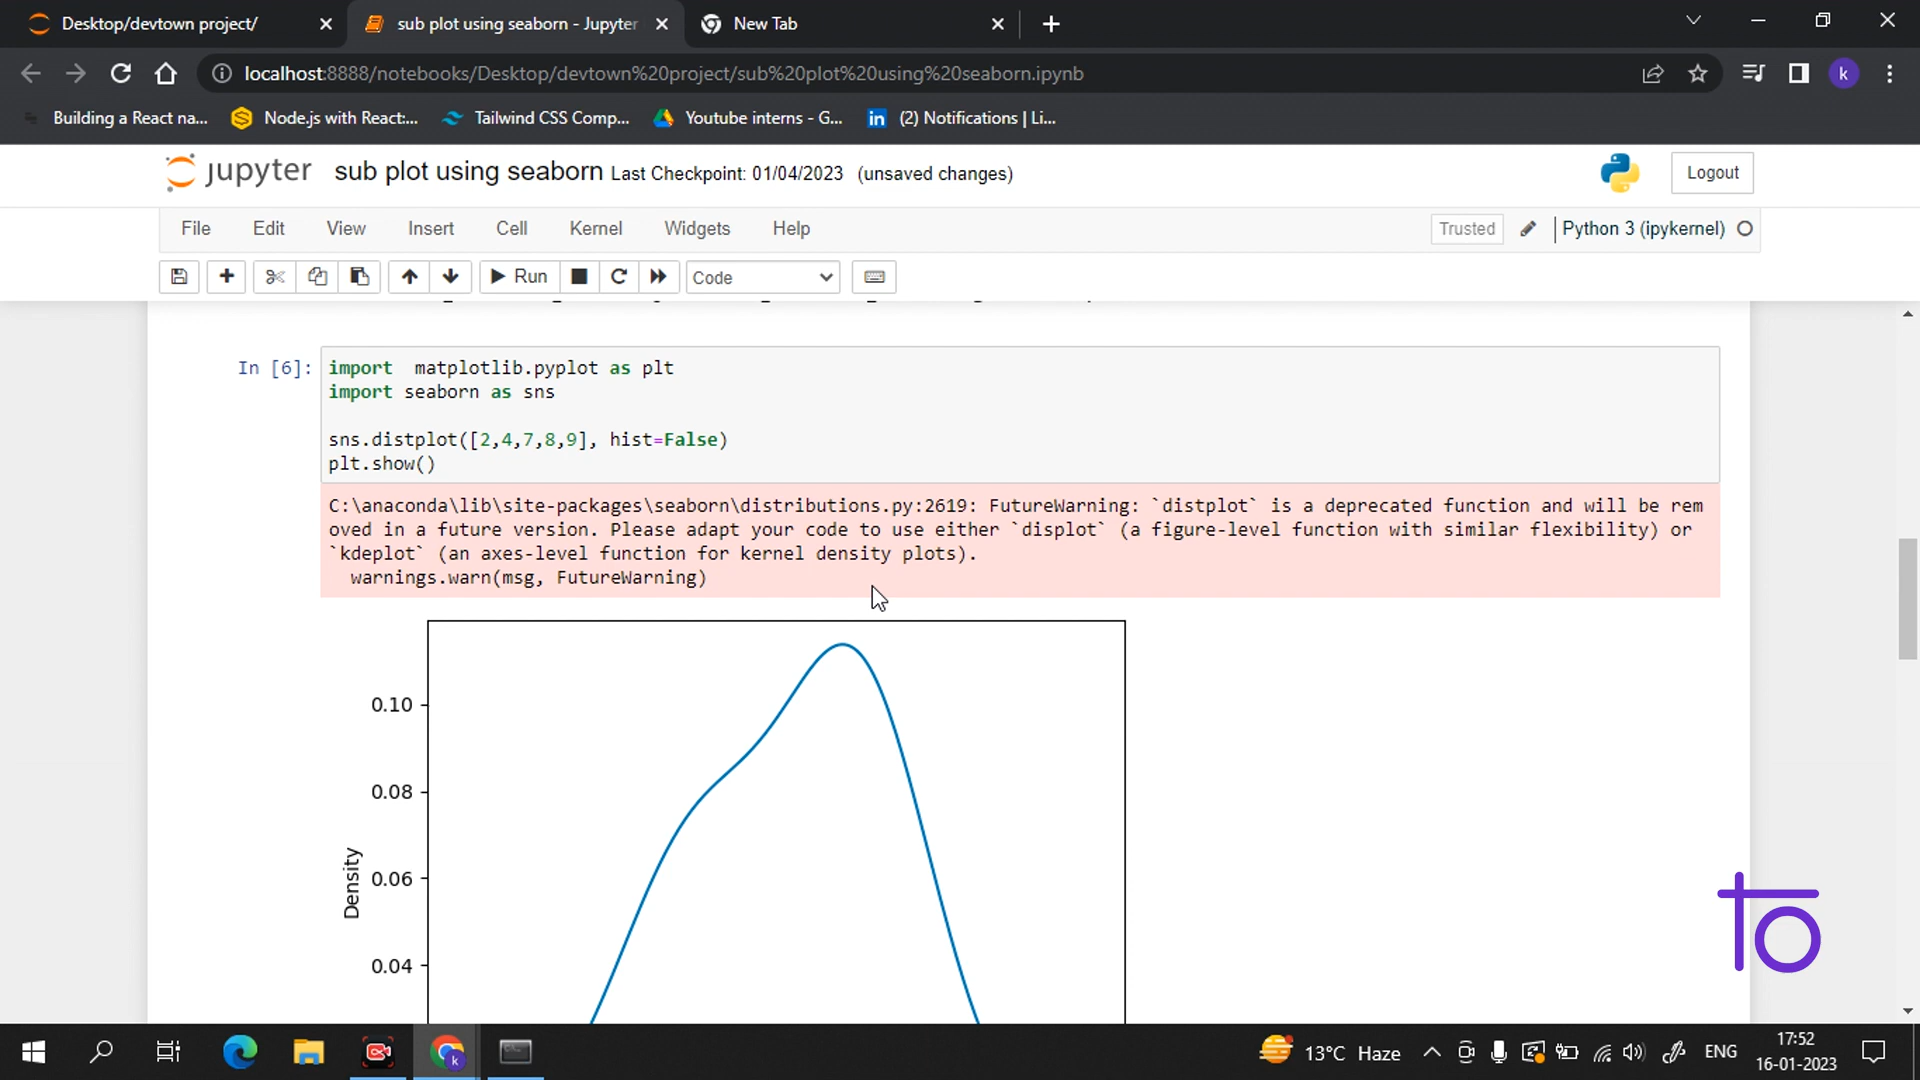 Desktop/devtown project/
sub plot using seaborn - Jupyter
New Tab
localhost:8888/notebooks/Desktop/devtown%20project/sub%20plot%20using%20seaborn.ipynb
k
Building a React na...
Node.js with React:...
Tailwind CSS Comp...
Youtube interns - G...
in
(2) Notifications | Li...
jupyter sub plot using seaborn Last Checkpoint: 01/04/2023 (unsaved changes)
Logout
File Edit View Insert Cell Kernel Widgets Help
Trusted
Python 3 (ipykernel)
Run
Code
In [6]:
import  matplotlib.pyplot as plt
import seaborn as sns
sns.distplot([2,4,7,8,9], hist=False)
plt.show()
C:\anaconda\lib\site-packages\seaborn\distributions.py:2619: FutureWarning: `distplot` is a deprecated function and will be rem
oved in a future version. Please adapt your code to use either `displot` (a figure-level function with similar flexibility) or
`kdeplot` (an axes-level function for kernel density plots).
warnings.warn(msg, FutureWarning)
0.10
0.08
0.06
0.04
Density
to
k
13°C Haze
ENG
17:52
16-01-2023